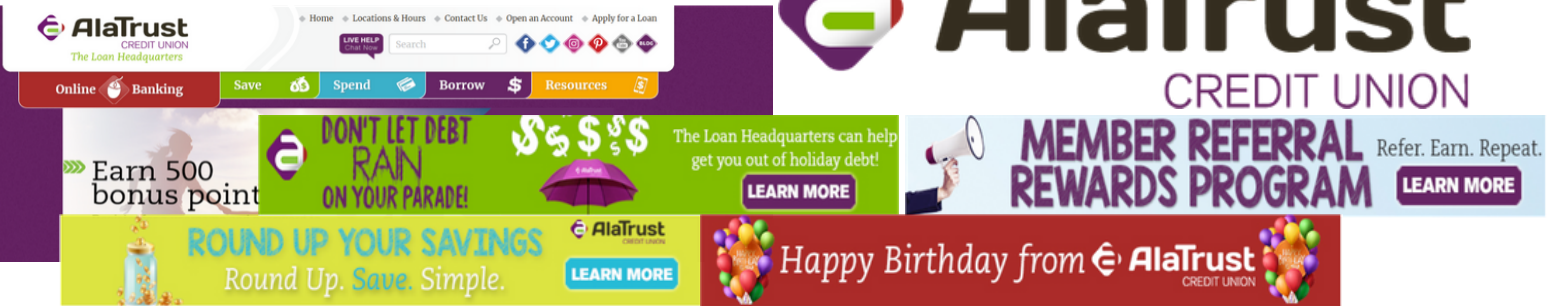 Home Locations & Hours Contact Us Open an Account Apply for a Loan
AlaTrust
CREDIT UNION
The Loan Headquarters
LIVE HELP
Chat Now
Search
You
Tube
BLOG
Online Banking
Save
Spend
Borrow
Resources
AlaTrust
CREDIT UNION
Earn 500
bonus point
DON'T LET DEBT
RAIN
ON YOUR PARADE!
The Loan Headquarters can help
get you out of holiday debt!
LEARN MORE
MEMBER REFERRAL
REWARDS PROGRAM
Refer. Earn. Repeat.
LEARN MORE
ROUND UP YOUR SAVINGS
Round Up. Save. Simple.
AlaTrust
CREDIT UNION
LEARN MORE
Happy Birthday from AlaTrust
CREDIT UNION